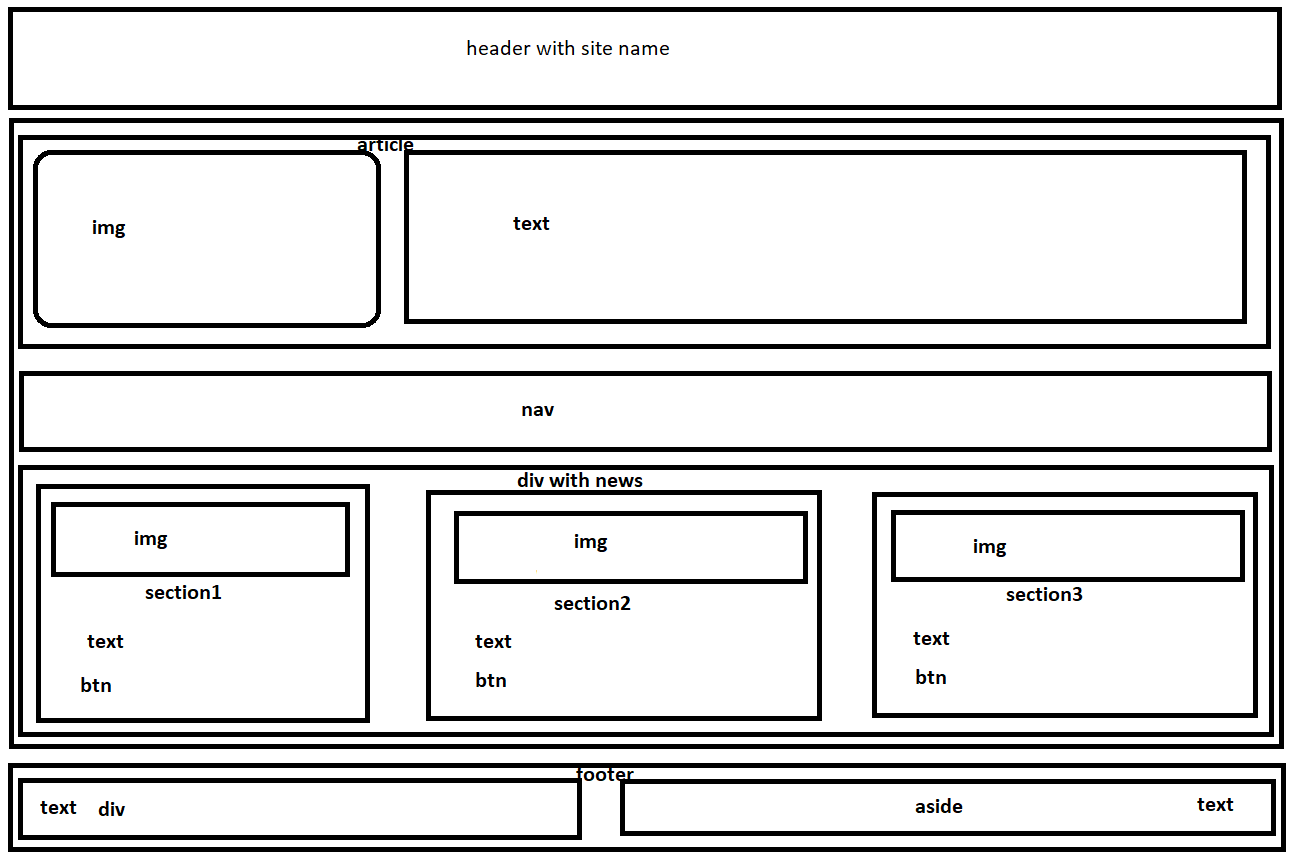 header with site name
article
img
text
nav
div with news
img
img
img
section1
section2
section3
text
text
text
btn
btn
btn
footer
text div
aside
text